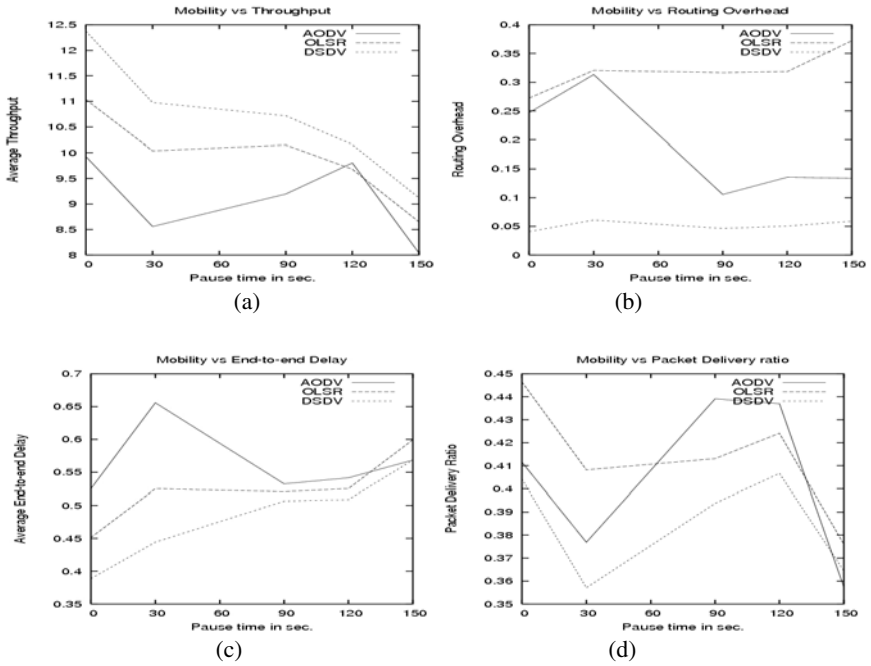 Mobility vs Throughput
12.5
12
11.5
11
10.5
10
9.5
9
8.5
8
0 30 60 90 120 150
Average Throughput
Pause time in sec.
AODV
OLSR
DSDV
(a)
Mobility vs Routing Overhead
0.4
0.35
0.3
0.25
0.2
0.15
0.1
0.05
0
0 30 60 90 120 150
Routing Overhead
Pause time in sec.
AODV
OLSR
DSDV
(b)
Mobility vs End-to-end Delay
0.7
0.65
0.6
0.55
0.5
0.45
0.4
0.35
0 30 60 90 120 150
Average End-to-end Delay
Pause time in sec.
AODV
OLSR
DSDV
(c)
Mobility vs Packet Delivery ratio
0.45
0.44
0.43
0.42
0.41
0.4
0.39
0.38
0.37
0.36
0.35
0 30 60 90 120 150
Packet Delivery Ratio
Pause time in sec.
AODV
OLSR
DSDV
(d)